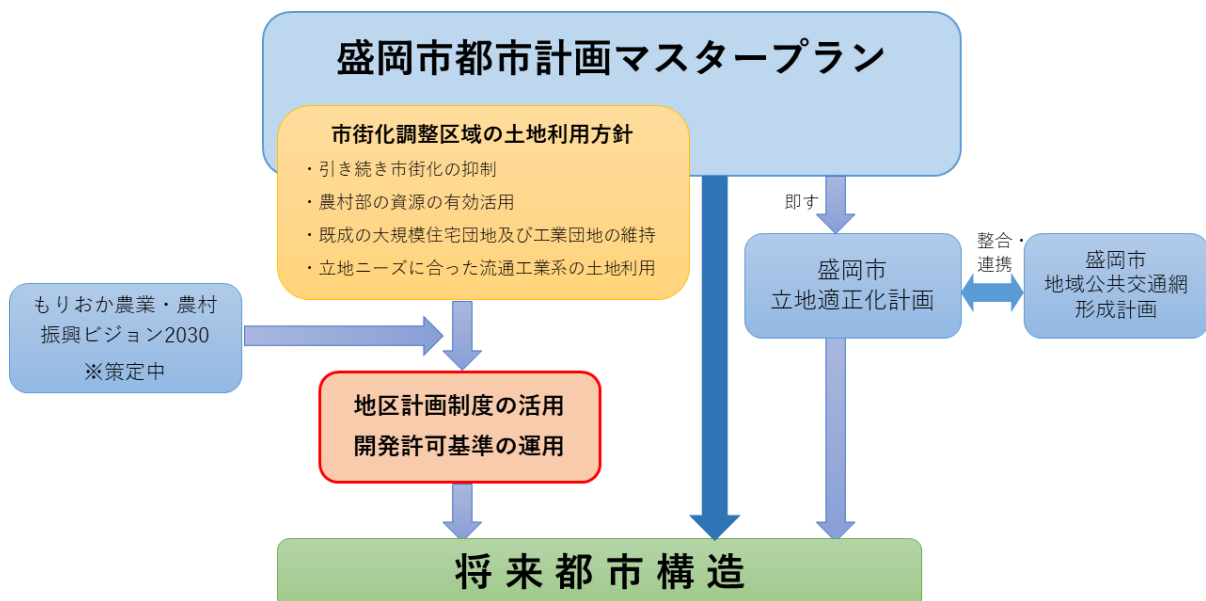 盛岡市都市計画マスタープラン
市街化調整区域の土地利用方針
・引き続き市街化の抑制
・農村部の資源の有効活用
・既成の大規模住宅団地及び工業団地の維持
・立地ニーズに合った流通工業系の土地利用
即す
盛岡市
立地適正化計画
整合・
連携
盛岡市
地域公共交通網
形成計画
もりおか農業・農村
振興ビジョン2030
※策定中
地区計画制度の活用
開発許可基準の運用
将来都市構造